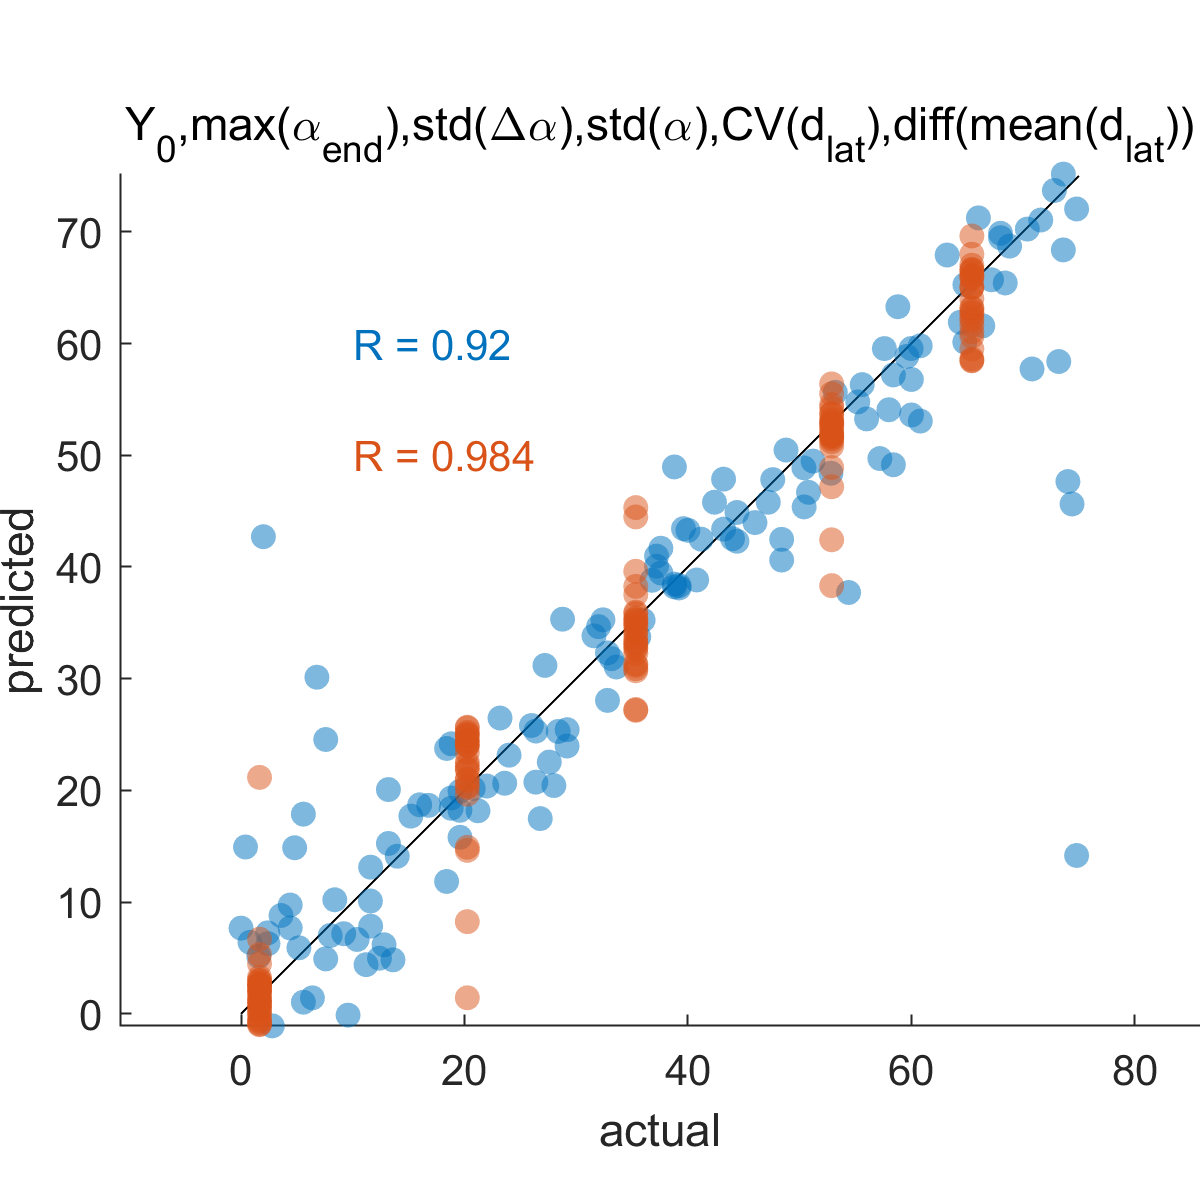 Y0,max(αend),std(Δα),std(α),CV(dlat),diff(mean(dlat))
70
60
50
40
30
20
10
0
R = 0.92
R = 0.984
predicted
0 20 40 60 80
actual